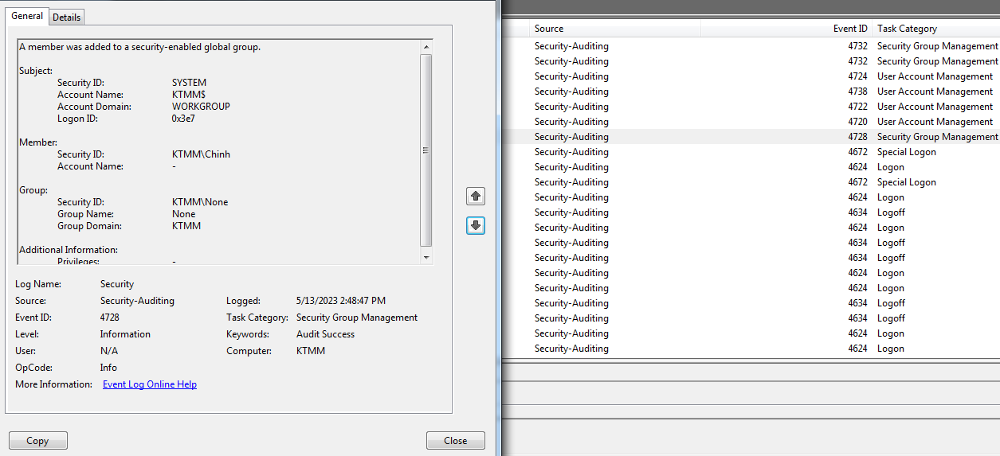 General Details
A member was added to a security-enabled global group.
Subject:
Security ID: SYSTEM
Account Name: KTMM$
Account Domain: WORKGROUP
Logon ID: 0x3e7
Member:
Security ID: KTMM\Chinh
Account Name: -
Group:
Security ID: KTMM\None
Group Name: None
Group Domain: KTMM
Additional Information:
Privileges: -
Log Name: Security
Source: Security-Auditing Logged: 5/13/2023 2:48:47 PM
Event ID: 4728 Task Category: Security Group Management
Level: Information Keywords: Audit Success
User: N/A Computer: KTMM
OpCode: Info
More Information: Event Log Online Help
Copy Close
Source Event ID Task Category
Security-Auditing 4732 Security Group Management
Security-Auditing 4732 Security Group Management
Security-Auditing 4724 User Account Management
Security-Auditing 4738 User Account Management
Security-Auditing 4722 User Account Management
Security-Auditing 4720 User Account Management
Security-Auditing 4728 Security Group Management
Security-Auditing 4672 Special Logon
Security-Auditing 4624 Logon
Security-Auditing 4672 Special Logon
Security-Auditing 4624 Logon
Security-Auditing 4634 Logoff
Security-Auditing 4624 Logon
Security-Auditing 4634 Logoff
Security-Auditing 4634 Logoff
Security-Auditing 4624 Logon
Security-Auditing 4624 Logon
Security-Auditing 4634 Logoff
Security-Auditing 4634 Logoff
Security-Auditing 4624 Logon
Security-Auditing 4624 Logon